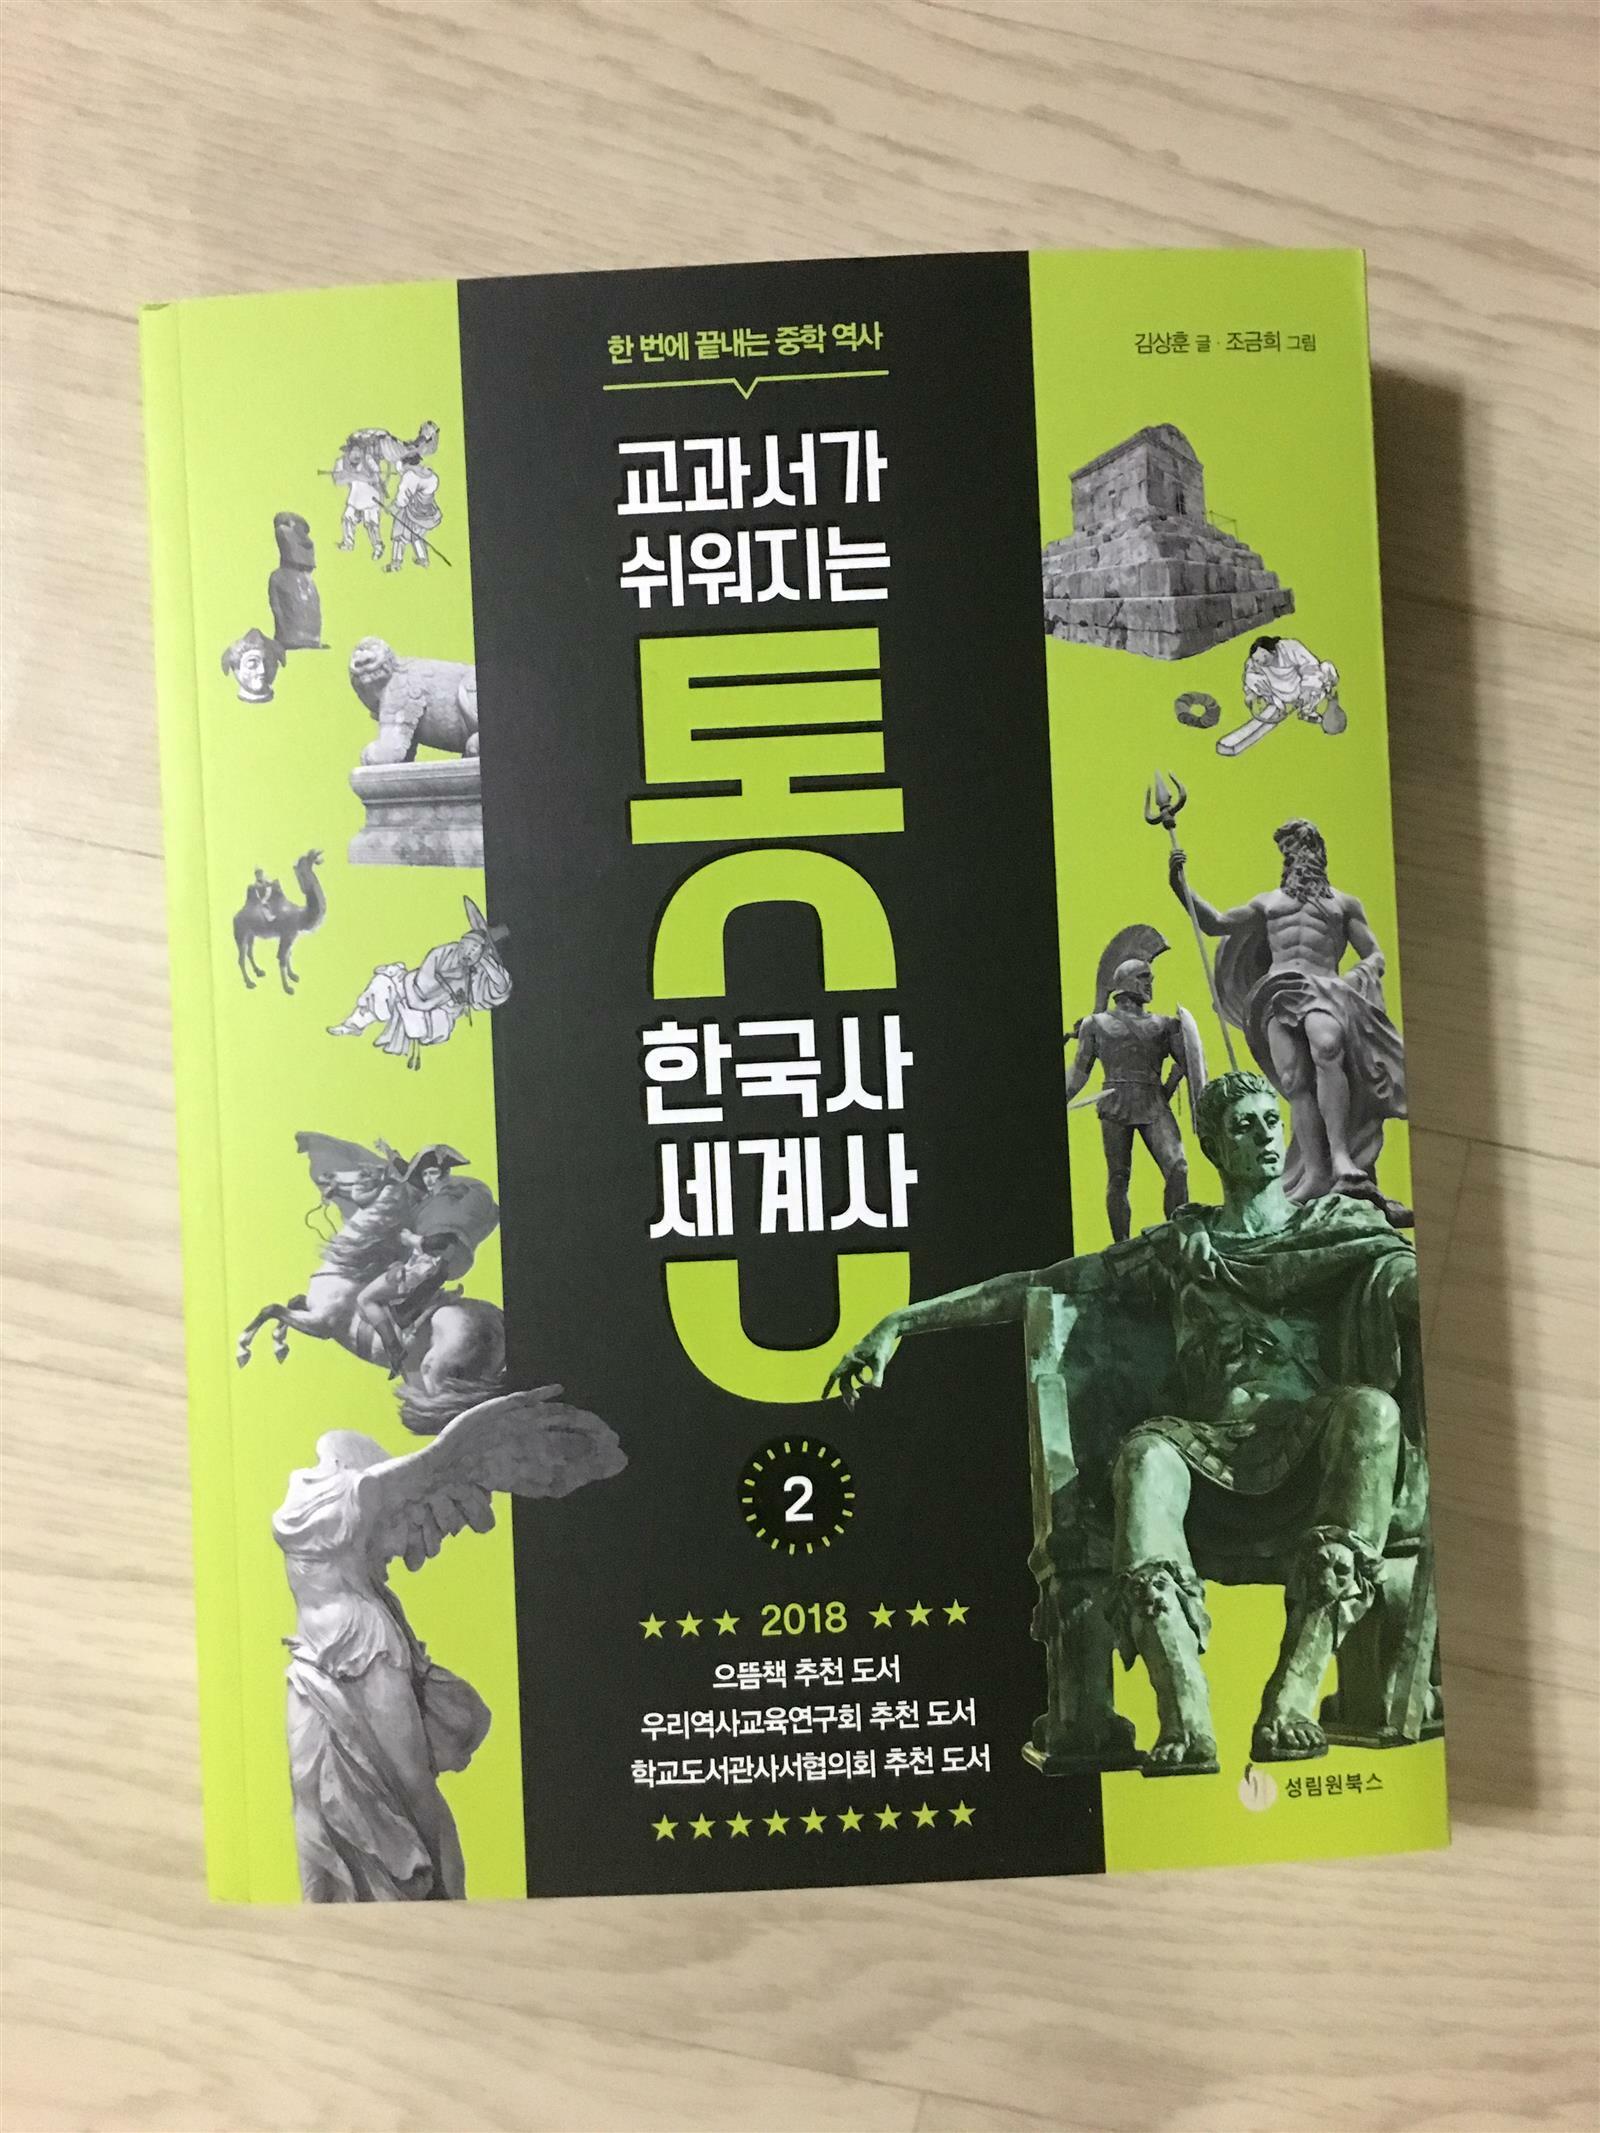 한 번에 끝내는 중학 역사
김상훈 글 · 조금희 그림
교과서가
쉬워지는
통
한국사
세계사
2
★★★ 2018 ★★★
으뜸책 추천 도서
우리역사교육연구회 추천 도서
학교도서관사서협의회 추천 도서
★★★★★★★★★
성림원북스